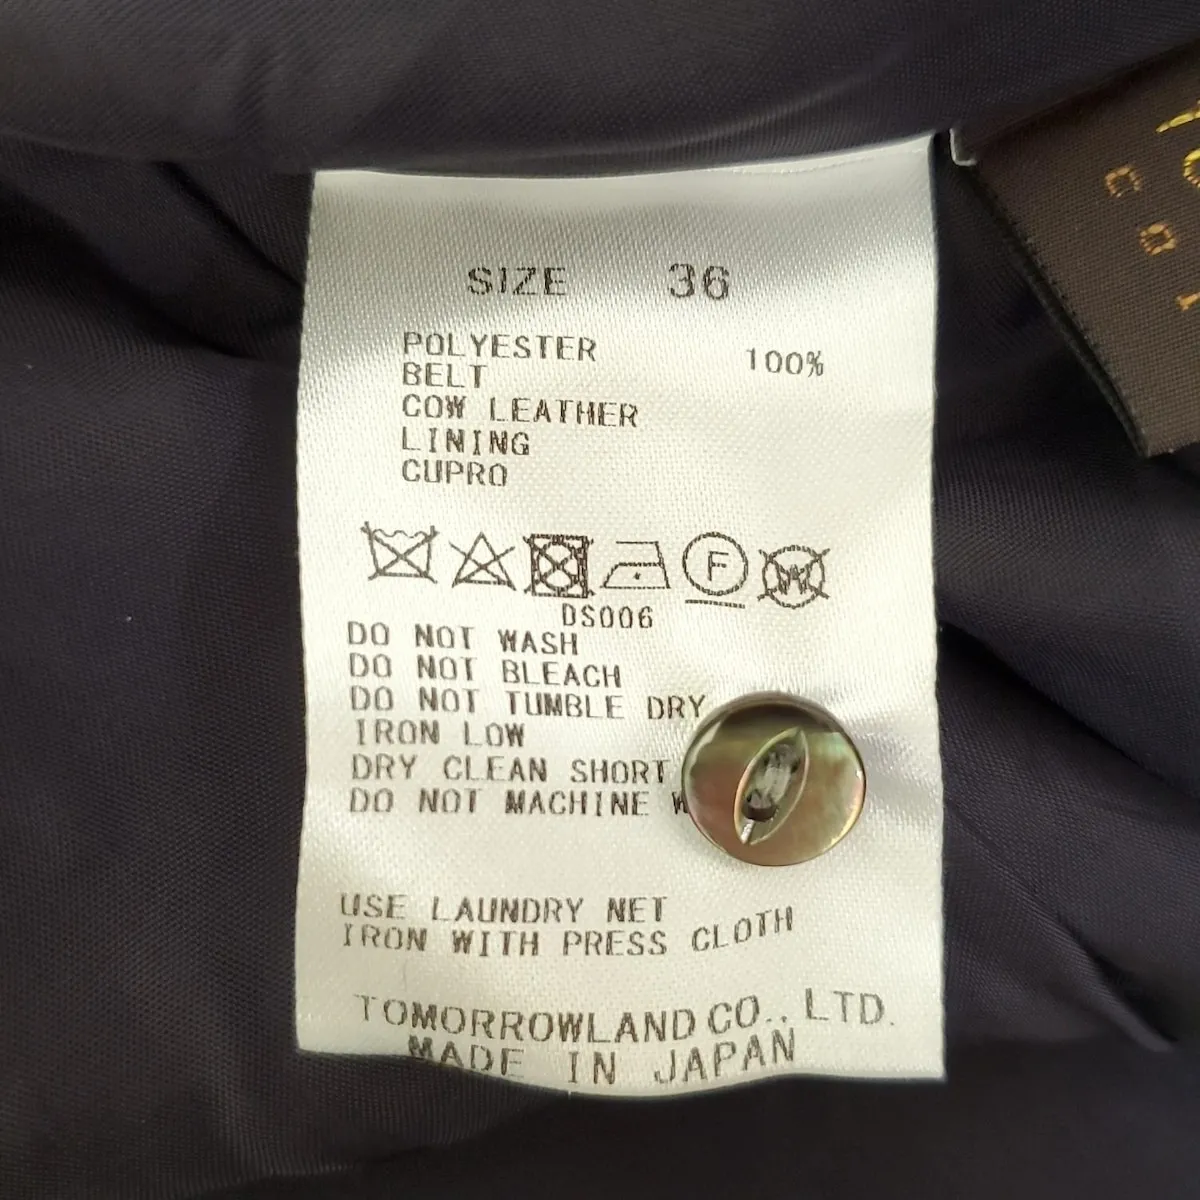 SIZE 36
POLYESTER 100%
BELT
COW LEATHER
LINING
CUPRO
F
W
DS006
DO NOT WASH
DO NOT BLEACH
DO NOT TUMBLE DRY
IRON LOW
DRY CLEAN SHORT
DO NOT MACHINE
USE LAUNDRY NET
IRON WITH PRESS CLOTH
TOMORROWLAND CO., LTD.
MADE IN JAPAN